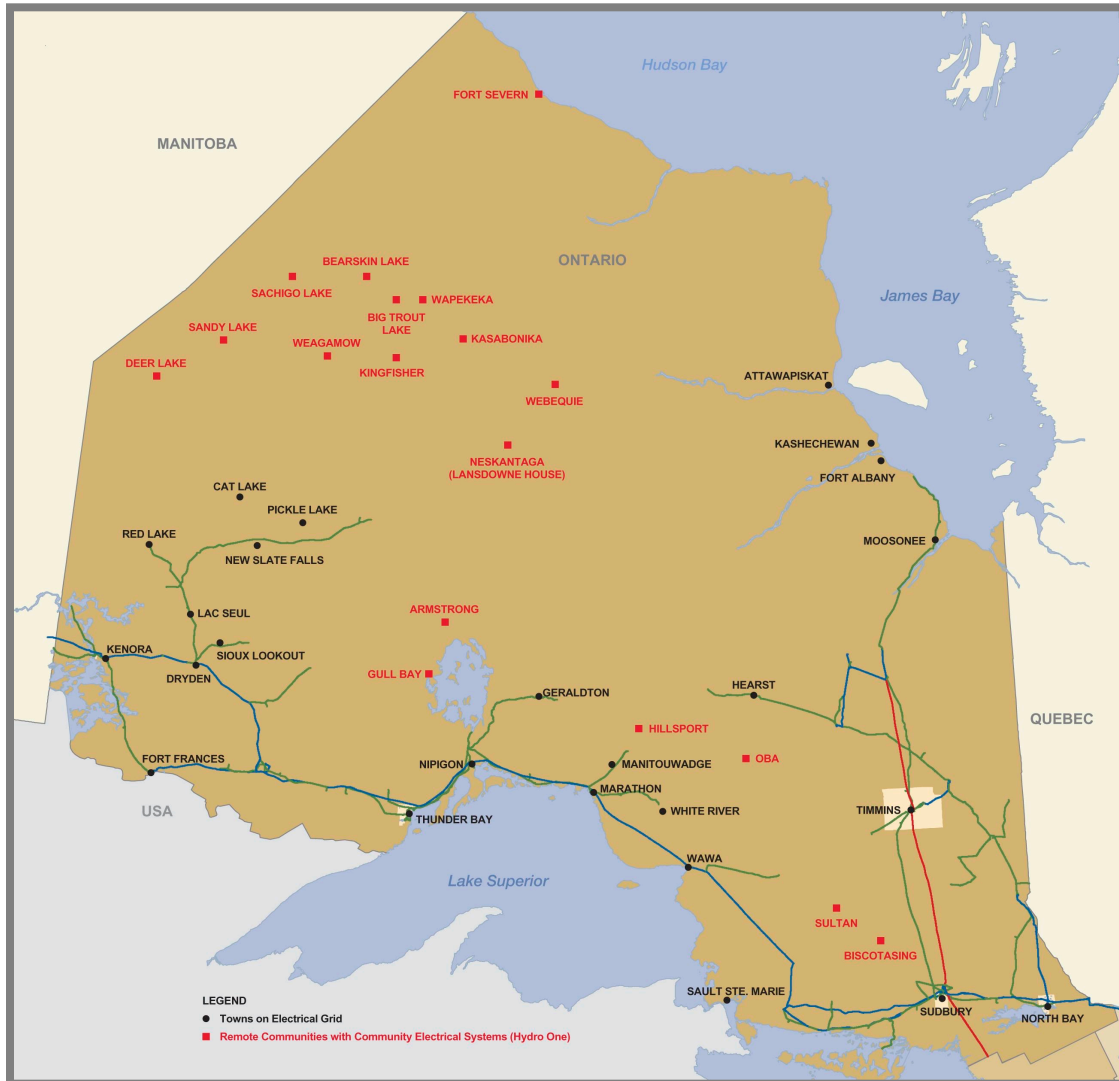 Hudson Bay
FORT SEVERN
MANITOBA
BEARSKIN LAKE
ONTARIO
SACHIGO LAKE
WAPEKEKA
James Bay
BIG TROUT
LAKE
SANDY LAKE
WEAGAMOW
KASABONIKA
DEER LAKE
KINGFISHER
ATTAWAPISKAT
WEBEQUIE
KASHECHEWAN
NESKANTAGA
(LANSDOWNE HOUSE)
FORT ALBANY
CAT LAKE
PICKLE LAKE
RED LAKE
MOOSONEE
NEW SLATE FALLS
ARMSTRONG
LAC SEUL
KENORA
SIOUX LOOKOUT
DRYDEN
GULL BAY
HEARST
GERALDTON
QUEBEC
HILLSPORT
OBA
FORT FRANCES
NIPIGON
MANITOUWADGE
MARATHON
USA
WHITE RIVER
TIMMINS
THUNDER BAY
WAWA
Lake Superior
SULTAN
BISCOTASING
SAULT STE. MARIE
LEGEND
SUDBURY
NORTH BAY
Towns on Electrical Grid
Remote Communities with Community Electrical Systems (Hydro One)